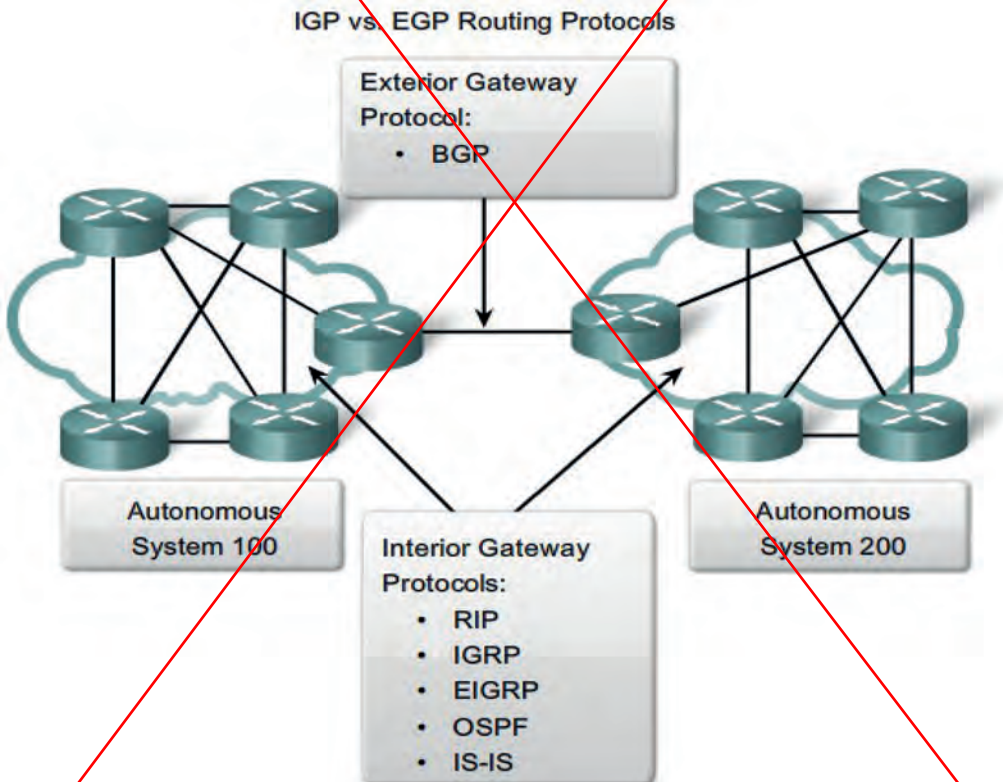 IGP vs. EGP Routing Protocols
Exterior Gateway
Protocol:
• BGP
Autonomous
System 100
Autonomous
System 200
Interior Gateway
Protocols:
• RIP
• IGRP
• EIGRP
• OSPF
• IS-IS